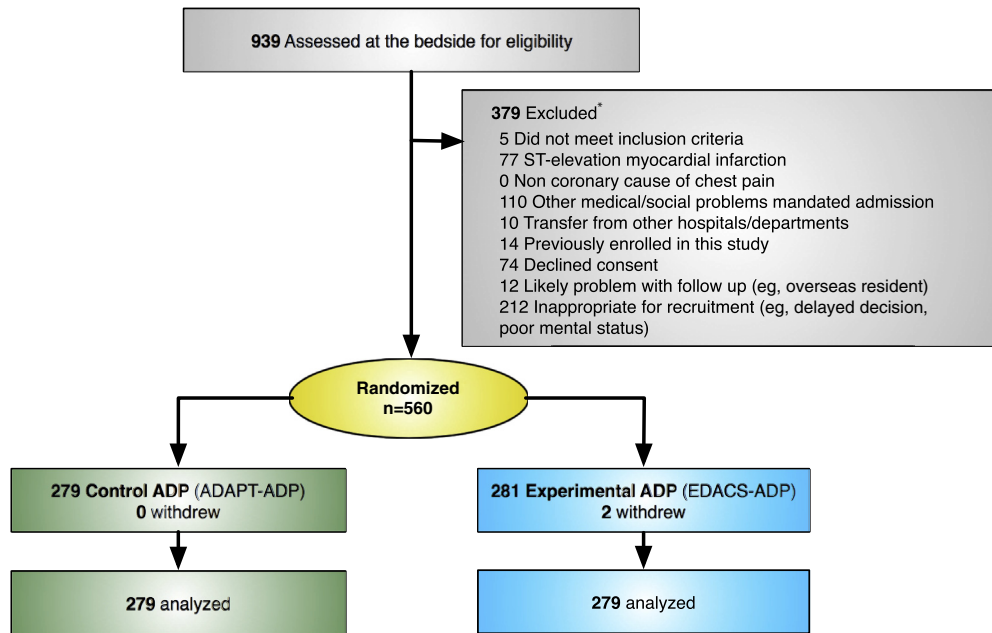 939 Assessed at the bedside for eligibility
379 Excluded*
5 Did not meet inclusion criteria
77 ST-elevation myocardial infarction
0 Non coronary cause of chest pain
110 Other medical/social problems mandated admission
10 Transfer from other hospitals/departments
14 Previously enrolled in this study
74 Declined consent
12 Likely problem with follow up (eg, overseas resident)
212 Inappropriate for recruitment (eg, delayed decision,
poor mental status)
Randomized
n=560
279 Control ADP (ADAPT-ADP)
0 withdrew
281 Experimental ADP (EDACS-ADP)
2 withdrew
279 analyzed
279 analyzed